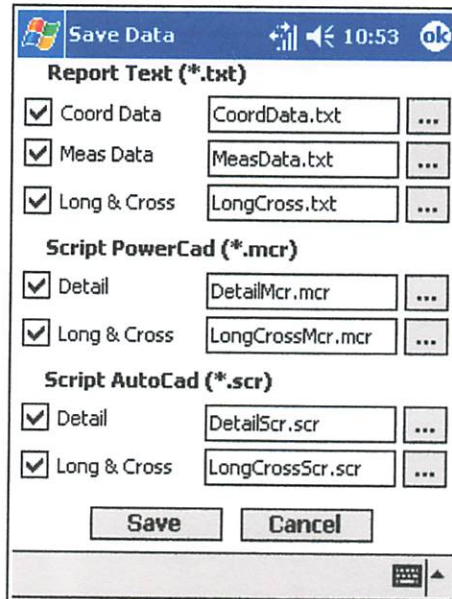 Save Data 10:53 ok
Report Text (*.txt)
Coord Data CoordData.txt ...
Meas Data MeasData.txt ...
Long & Cross LongCross.txt ...
Script PowerCad (*.mcr)
Detail DetailMcr.mcr ...
Long & Cross LongCrossMcr.mcr ...
Script AutoCad (*.scr)
Detail DetailScr.scr ...
Long & Cross LongCrossScr.scr ...
Save Cancel